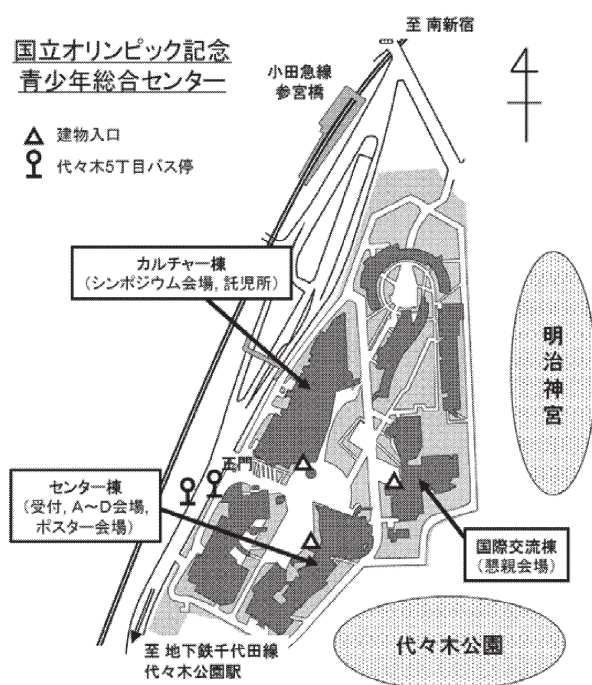 至 南新宿
国立オリンピック記念
青少年総合センター
小田急線
参宮橋
建物入口
代々木5丁目バス停
カルチャー棟
(シンポジウム会場, 託児所)
明治神宮
正門
センター棟
(受付, A～D会場,
ポスター会場)
国際交流棟
(懇親会場)
代々木公園
至 地下鉄千代田線
代々木公園駅